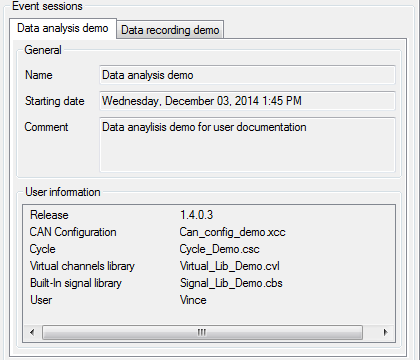 Event sessions
Data analysis demo Data recording demo
General
Name Data analysis demo
Starting date Wednesday, December 03, 2014 1:45 PM
Comment Data anaylisis demo for user documentation
User information
Release 1.4.0.3
CAN Configuration Can_config_demo.xcc
Cycle Cycle_Demo.csc
Virtual channels library Virtual_Lib_Demo.cvl
Built-In signal library Signal_Lib_Demo.cbs
User Vince